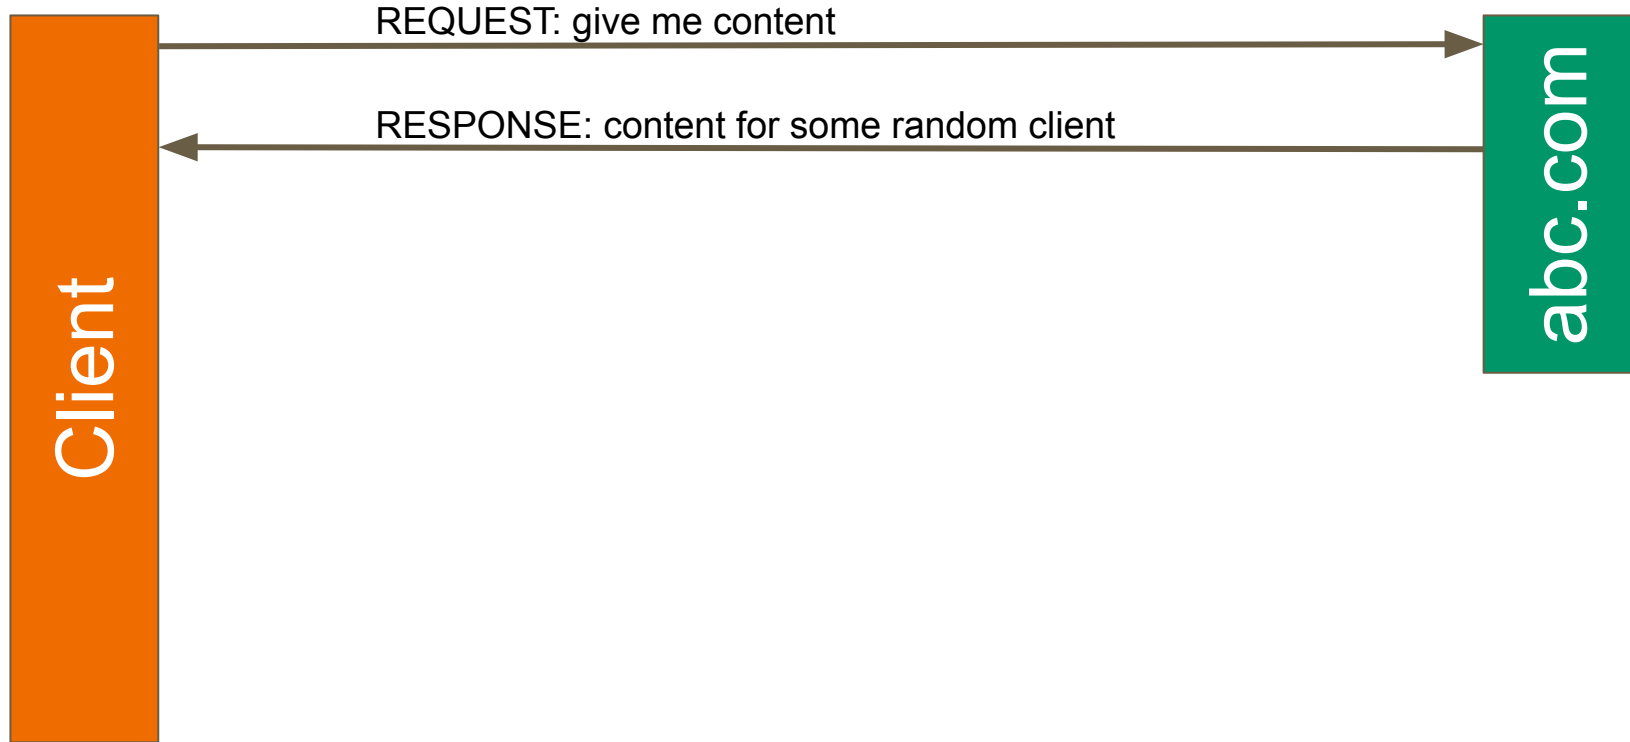 REQUEST: give me content
RESPONSE: content for some random client
Client
abc.com